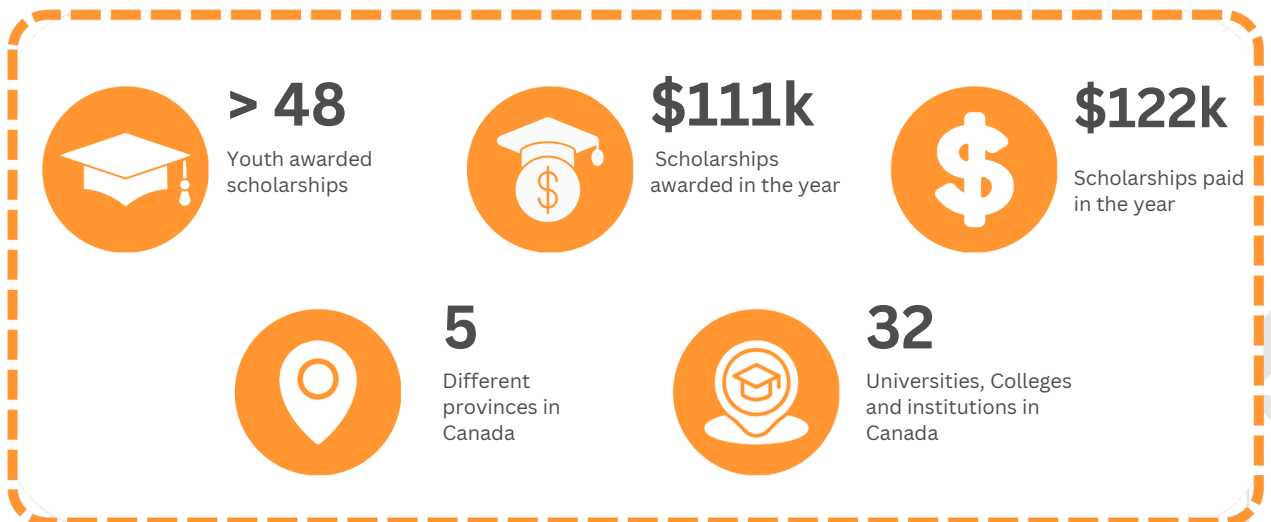 > 48
Youth awarded
scholarships
$111k
Scholarships
awarded in the year
$122k
Scholarships paid
in the year
5
Different
provinces in
Canada
32
Universities, Colleges
and institutions in
Canada